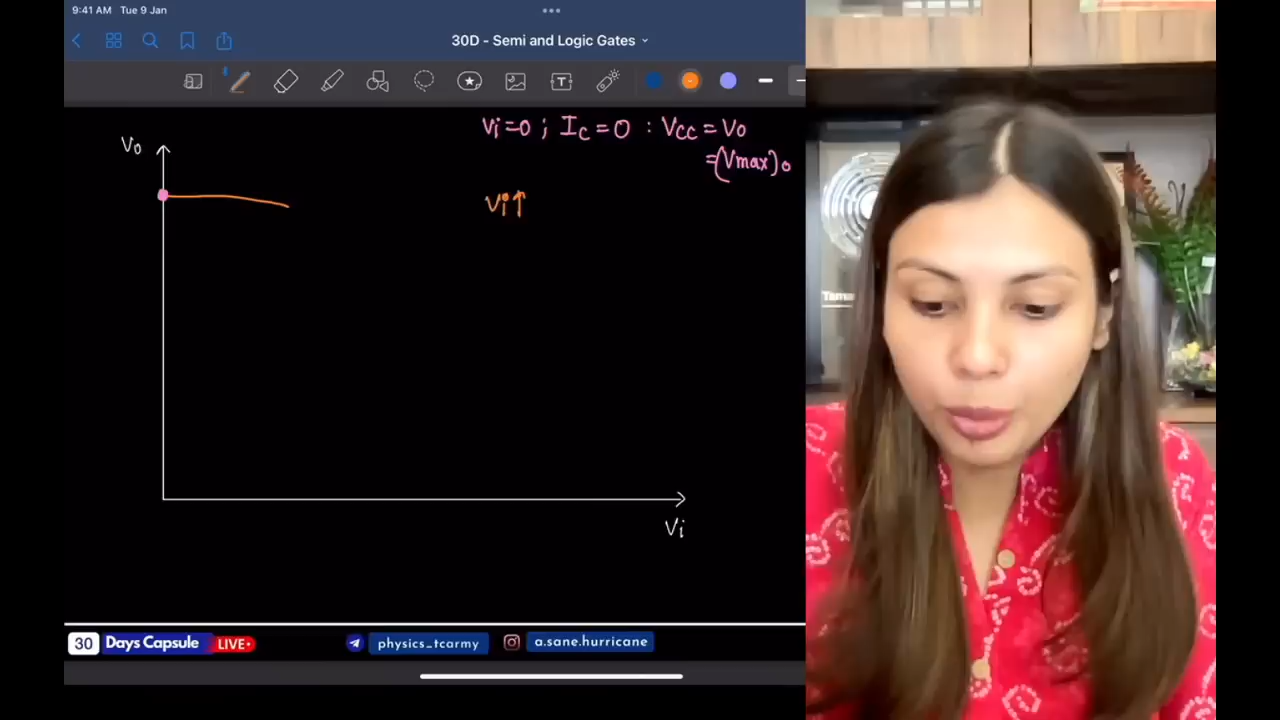 9:41 AM Tue 9 Jan
30D - Semi and Logic Gates
Vi=0 ; IC=0 : VCC = Vo
=(Vmax)o
Vo
Vi↑
Vi
30 Days Capsule LIVE
physics_tcarmy
a.sane.hurricane